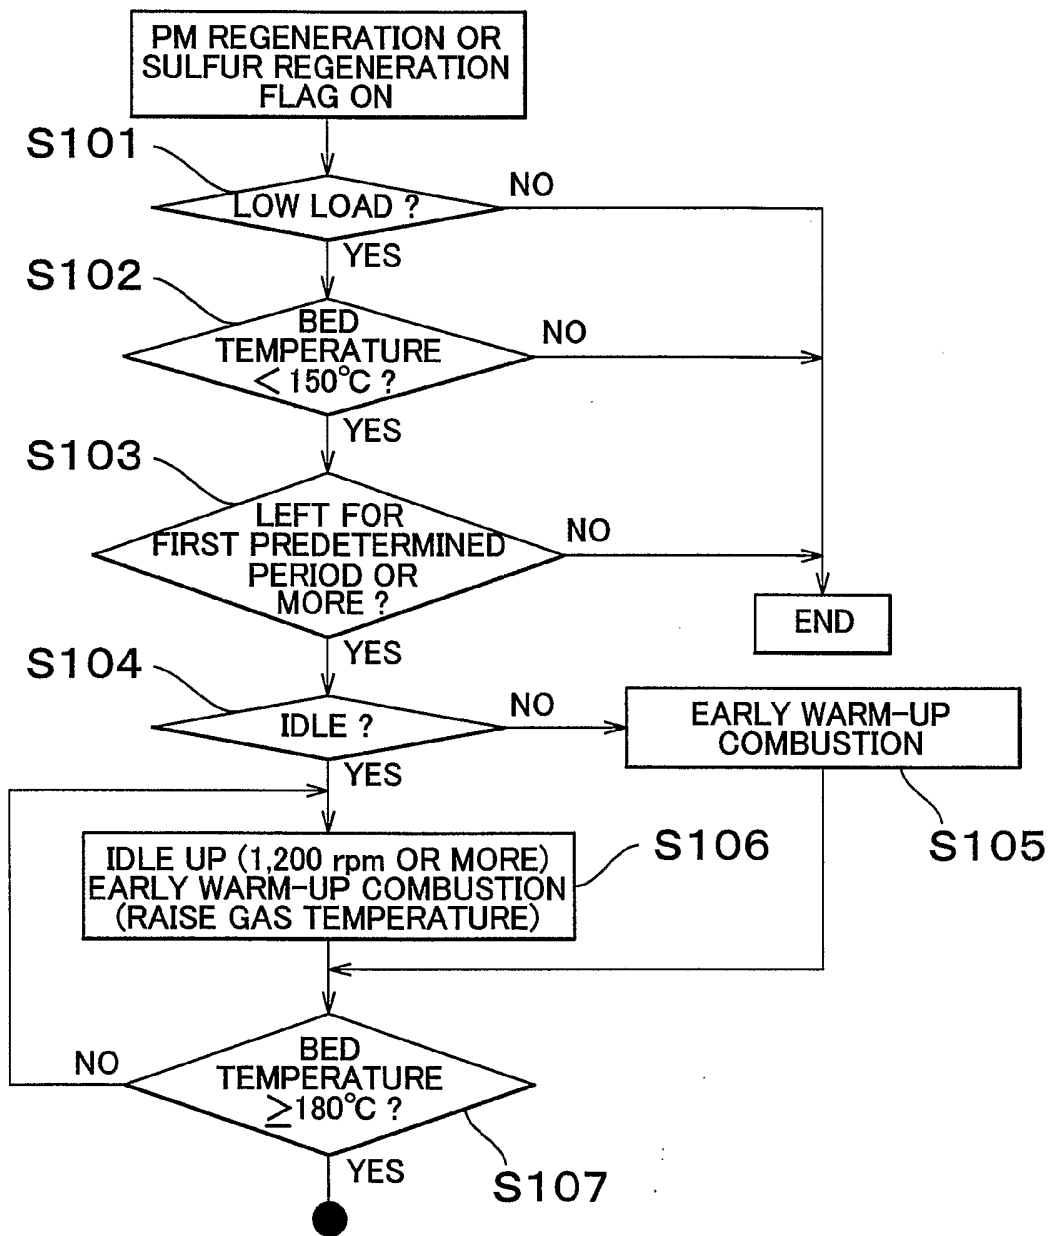 PM REGENERATION OR
SULFUR REGENERATION
FLAG ON
S101
LOW LOAD ?
NO
YES
S102
BED
TEMPERATURE
< 150°C ?
NO
YES
S103
LEFT FOR
FIRST PREDETERMINED
PERIOD OR
MORE ?
NO
END
YES
S104
IDLE ?
NO
EARLY WARM-UP
COMBUSTION
S105
YES
IDLE UP (1,200 rpm OR MORE)
EARLY WARM-UP COMBUSTION
(RAISE GAS TEMPERATURE)
S106
BED
TEMPERATURE
≥180°C ?
NO
YES
S107